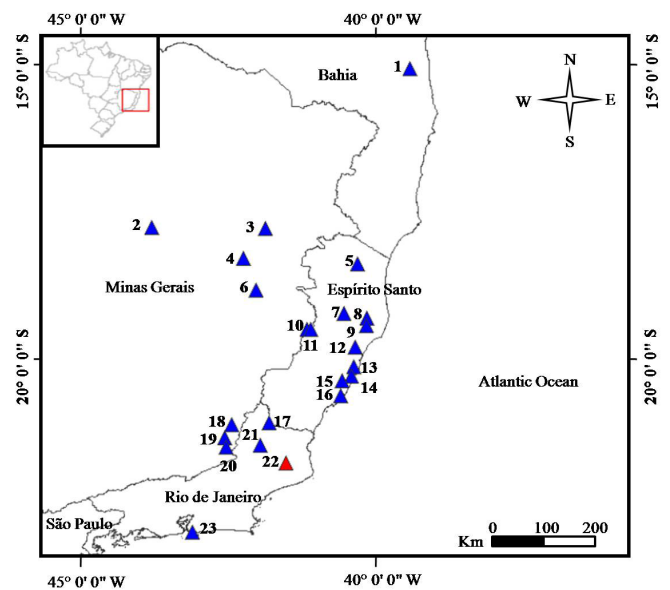 45° 0' 0" W
40° 0' 0" W
15° 0' 0" S
15° 0' 0" S
Bahia
1
N
W
E
S
2
3
4
5
Minas Gerais
6
Espírito Santo
7
8
9
10
11
12
13
20° 0' 0" S
20° 0' 0" S
Atlantic Ocean
15
14
16
18
17
19
21
20
22
Rio de Janeiro
São Paulo
23
0
100
200
Km
45° 0' 0" W
40° 0' 0" W